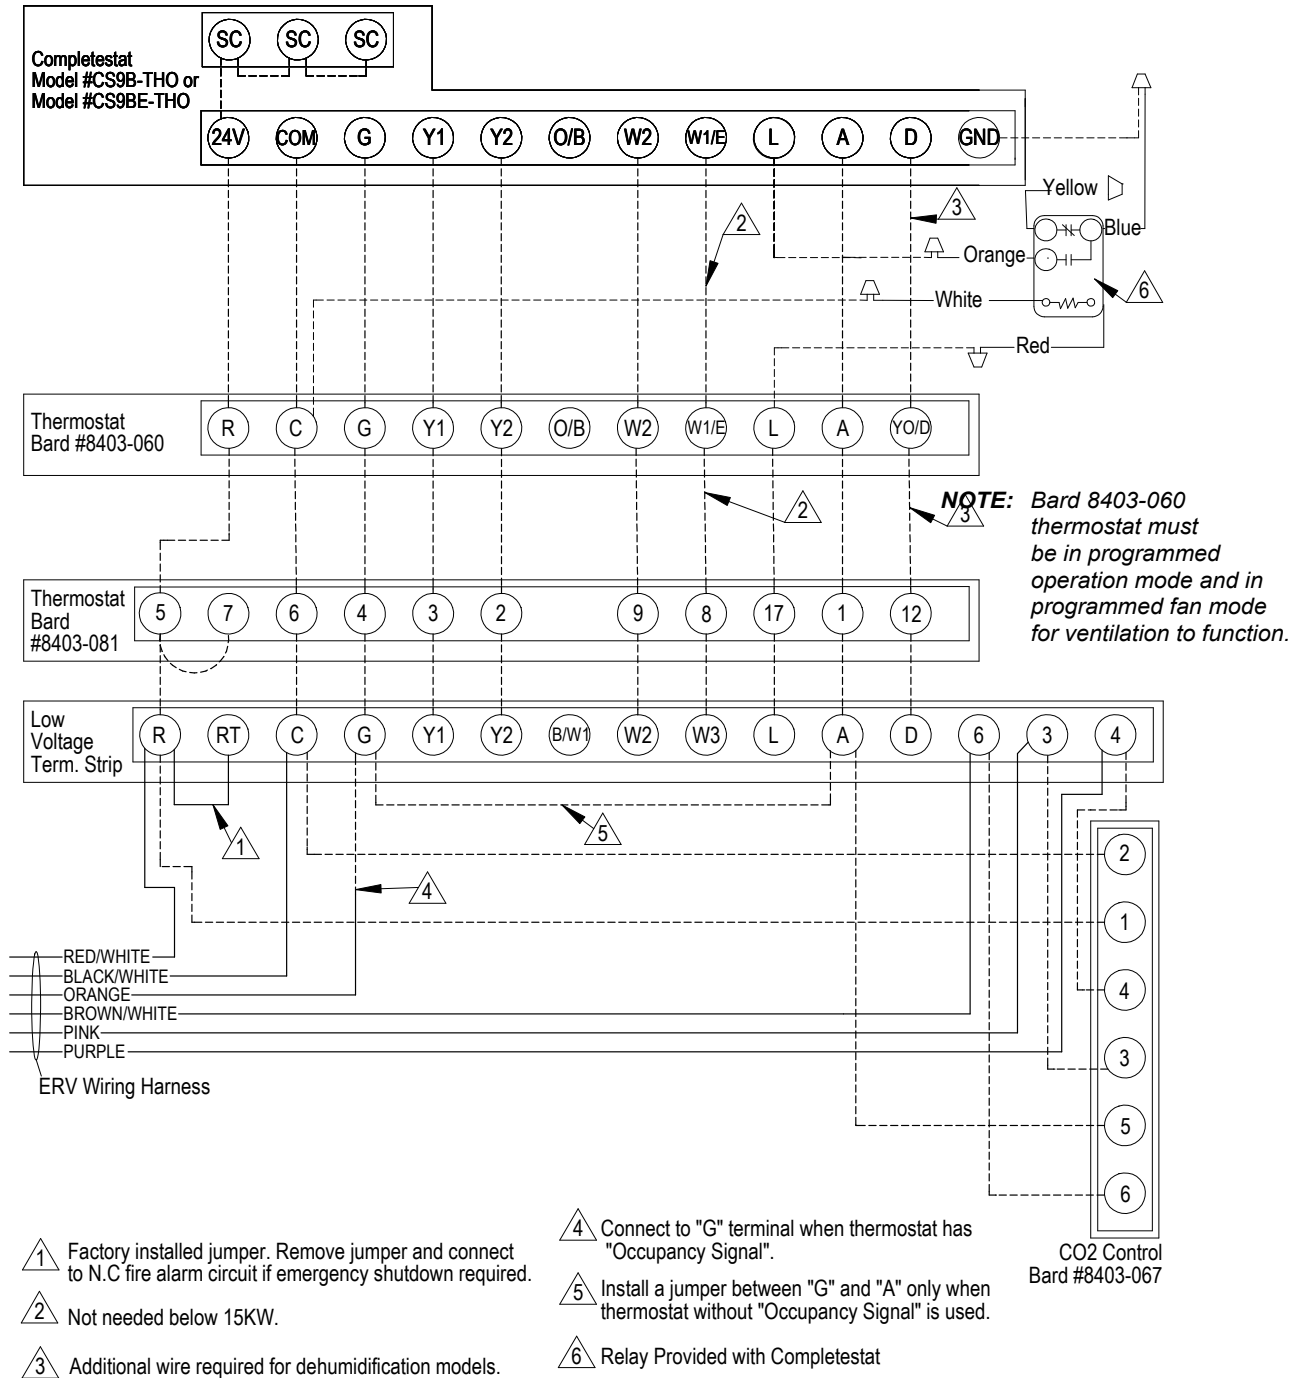 SC SC SC
Completestat
Model #CS9B-THO or
Model #CS9BE-THO
24V COM G Y1 Y2 O/B W2 W1/E L A D GND
Yellow
3
2
Blue
Orange
6
White
Red
Thermostat
Bard #8403-060
R C G Y1 Y2 O/B W2 W1/E L A YO/D
2
3
NOTE: Bard 8403-060
thermostat must
be in programmed
operation mode and in
programmed fan mode
for ventilation to function.
Thermostat
Bard
#8403-081
5 7 6 4 3 2 9 8 17 1 12
Low
Voltage
Term. Strip
R RT C G Y1 Y2 B/W1 W2 W3 L A D 6 3 4
1
5
4
2
1
4
3
5
6
RED/WHITE
BLACK/WHITE
ORANGE
BROWN/WHITE
PINK
PURPLE
ERV Wiring Harness
CO2 Control
Bard #8403-067
1 Factory installed jumper. Remove jumper and connect
to N.C fire alarm circuit if emergency shutdown required.
2 Not needed below 15KW.
3 Additional wire required for dehumidification models.
4 Connect to "G" terminal when thermostat has
"Occupancy Signal".
5 Install a jumper between "G" and "A" only when
thermostat without "Occupancy Signal" is used.
6 Relay Provided with Completestat